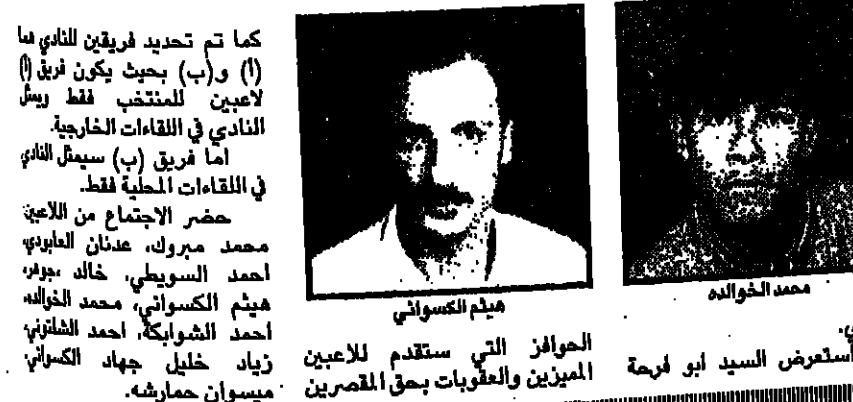 محمد الخوالده
ي.
استعرض السيد ابو فرحة
هيثم الكسواني
الحوافز التي ستقدم للاعبين
المميزين والعقوبات بحق المقصرين
كما تم تحديد فريقين للنادي هما
(أ) و(ب) بحيث يكون فريق (أ)
لاعبين للمنتخب فقط ويمثل
النادي في اللقاءات الخارجية.
اما فريق (ب) سيمثل النادي
في اللقاءات المحلية فقط.
حضر الاجتماع من اللاعبين
محمد مبروك، عدنان العابودي،
احمد السويطي، خالد جوهر،
هيثم الكسواني، محمد الخوالده،
احمد الشوابكة، احمد الشلتوني،
زياد خليل جهاد الكسواني،
ميسوان حمارشه.